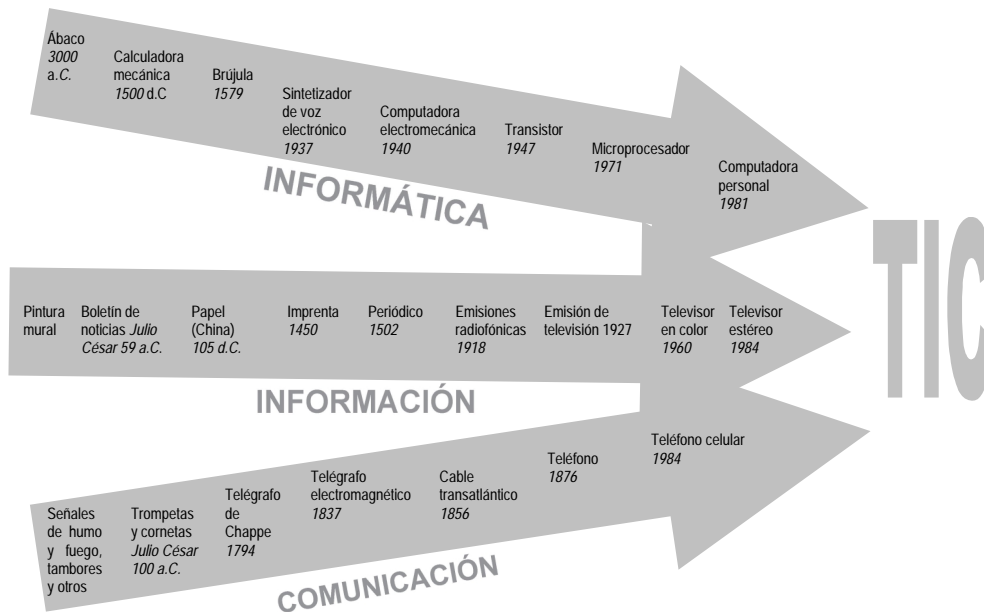 Ábaco
3000
a.C.
Calculadora
mecánica
1500 d.C
Brújula
1579
Sintetizador
de voz
electrónico
1937
Computadora
electromecánica
1940
Transistor
1947
Microprocesador
1971
Computadora
personal
1981
INFORMÁTICA
Pintura
mural
Boletín de
noticias Julio
César 59 a.C.
Papel
(China)
105 d.C.
Imprenta
1450
Periódico
1502
Emisiones
radiofónicas
1918
Emisión de
televisión 1927
Televisor
en color
1960
Televisor
estéreo
1984
INFORMACIÓN
Señales
de humo
y fuego,
tambores
y otros
Trompetas
y cornetas
Julio César
100 a.C.
Telégrafo
de
Chappe
1794
Telégrafo
electromagnético
1837
Cable
transatlántico
1856
Teléfono
1876
Teléfono celular
1984
COMUNICACIÓN
TIC